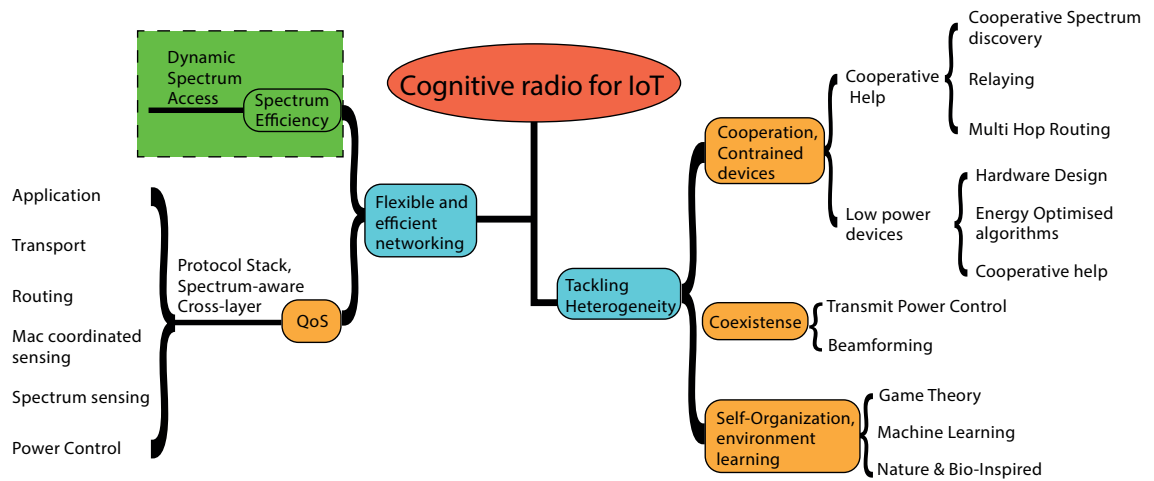 Cognitive radio for IoT
Dynamic
Spectrum
Access
Spectrum
Efficiency
Flexible and
efficient
networking
Application
Transport
Routing
Mac coordinated
sensing
Spectrum sensing
Power Control
Protocol Stack,
Spectrum-aware
Cross-layer
QoS
Tackling
Heterogeneity
Cooperation,
Contrained
devices
Cooperative
Help
Cooperative Spectrum
discovery
Relaying
Multi Hop Routing
Low power
devices
Hardware Design
Energy Optimised
algorithms
Cooperative help
Coexistense
Transmit Power Control
Beamforming
Self-Organization,
environment
learning
Game Theory
Machine Learning
Nature & Bio-Inspired